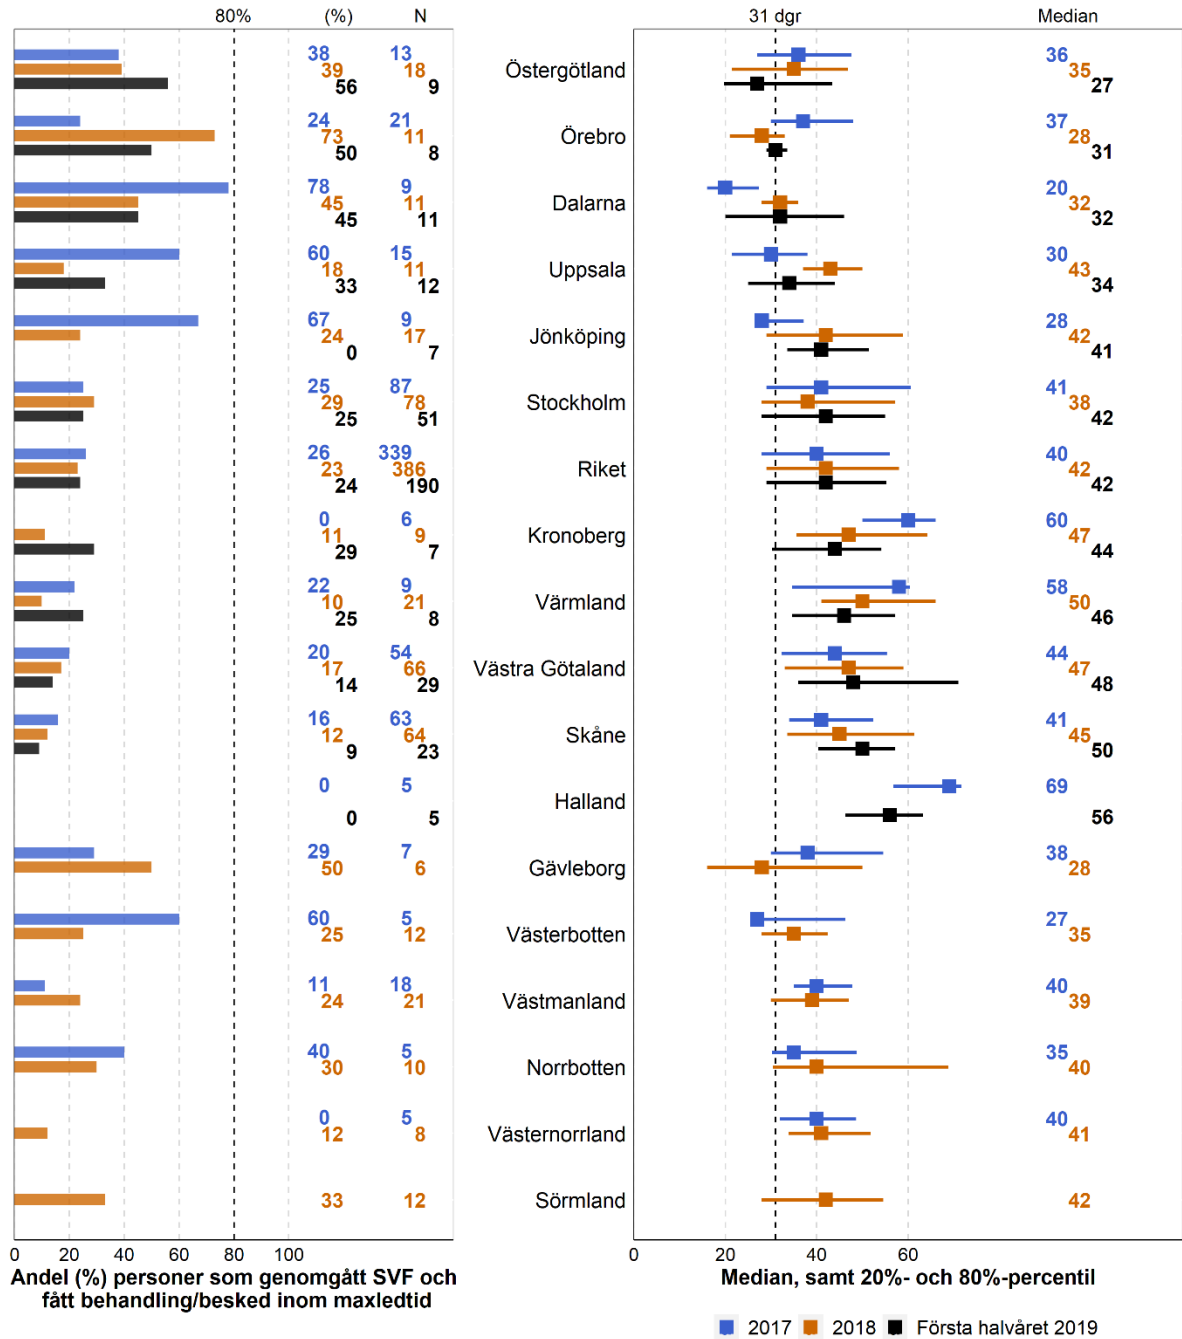 80% (%) N 31 dgr Median
38 13 36
39 18 Östergötland 35
56 9 27
24 21 37
73 11 Örebro 28
50 8 31
78 9 20
45 11 Dalarna 32
45 11 32
60 15 30
18 11 Uppsala 43
33 12 34
67 9 28
24 17 Jönköping 42
0 7 41
25 87 41
29 78 Stockholm 38
25 51 42
26 339 40
23 386 Riket 42
24 190 42
0 6 60
11 9 Kronoberg 47
29 7 44
22 9 58
10 21 Värmland 50
25 8 46
20 54 44
17 66 Västra Götaland 47
14 29 48
16 63 41
12 64 Skåne 45
9 23 50
0 5 69
Halland
0 5 56
29 7 38
50 6 Gävleborg 28
60 5 27
25 12 Västerbotten 35
11 18 40
24 21 Västmanland 39
40 5 35
30 10 Norrbotten 40
0 5 40
12 8 Västernorrland 41
33 12 Sörmland 42
0 20 40 60 80 100 0 20 40 60
Andel (%) personer som genomgått SVF och
fått behandling/besked inom maxledtid
Median, samt 20%- och 80%-percentil
2017 2018 Första halvåret 2019